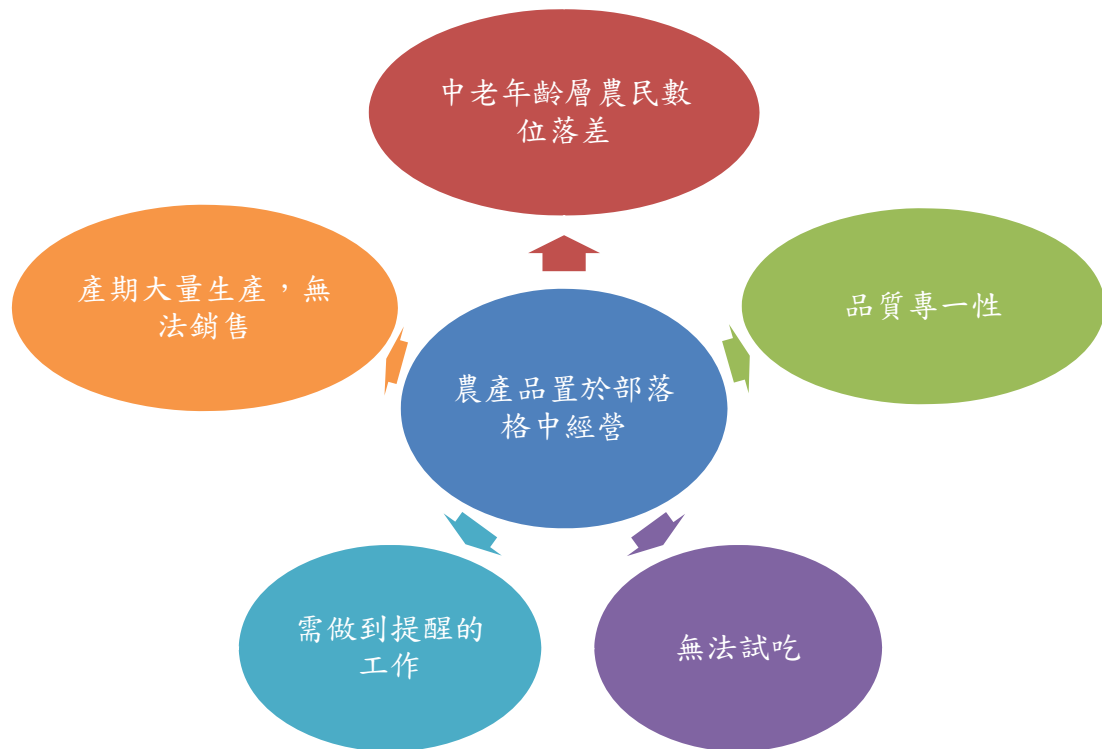 中老年齡層農民數
位落差
產期大量生產，無
法銷售
品質專一性
農產品置於部落
格中經營
需做到提醒的
工作
無法試吃